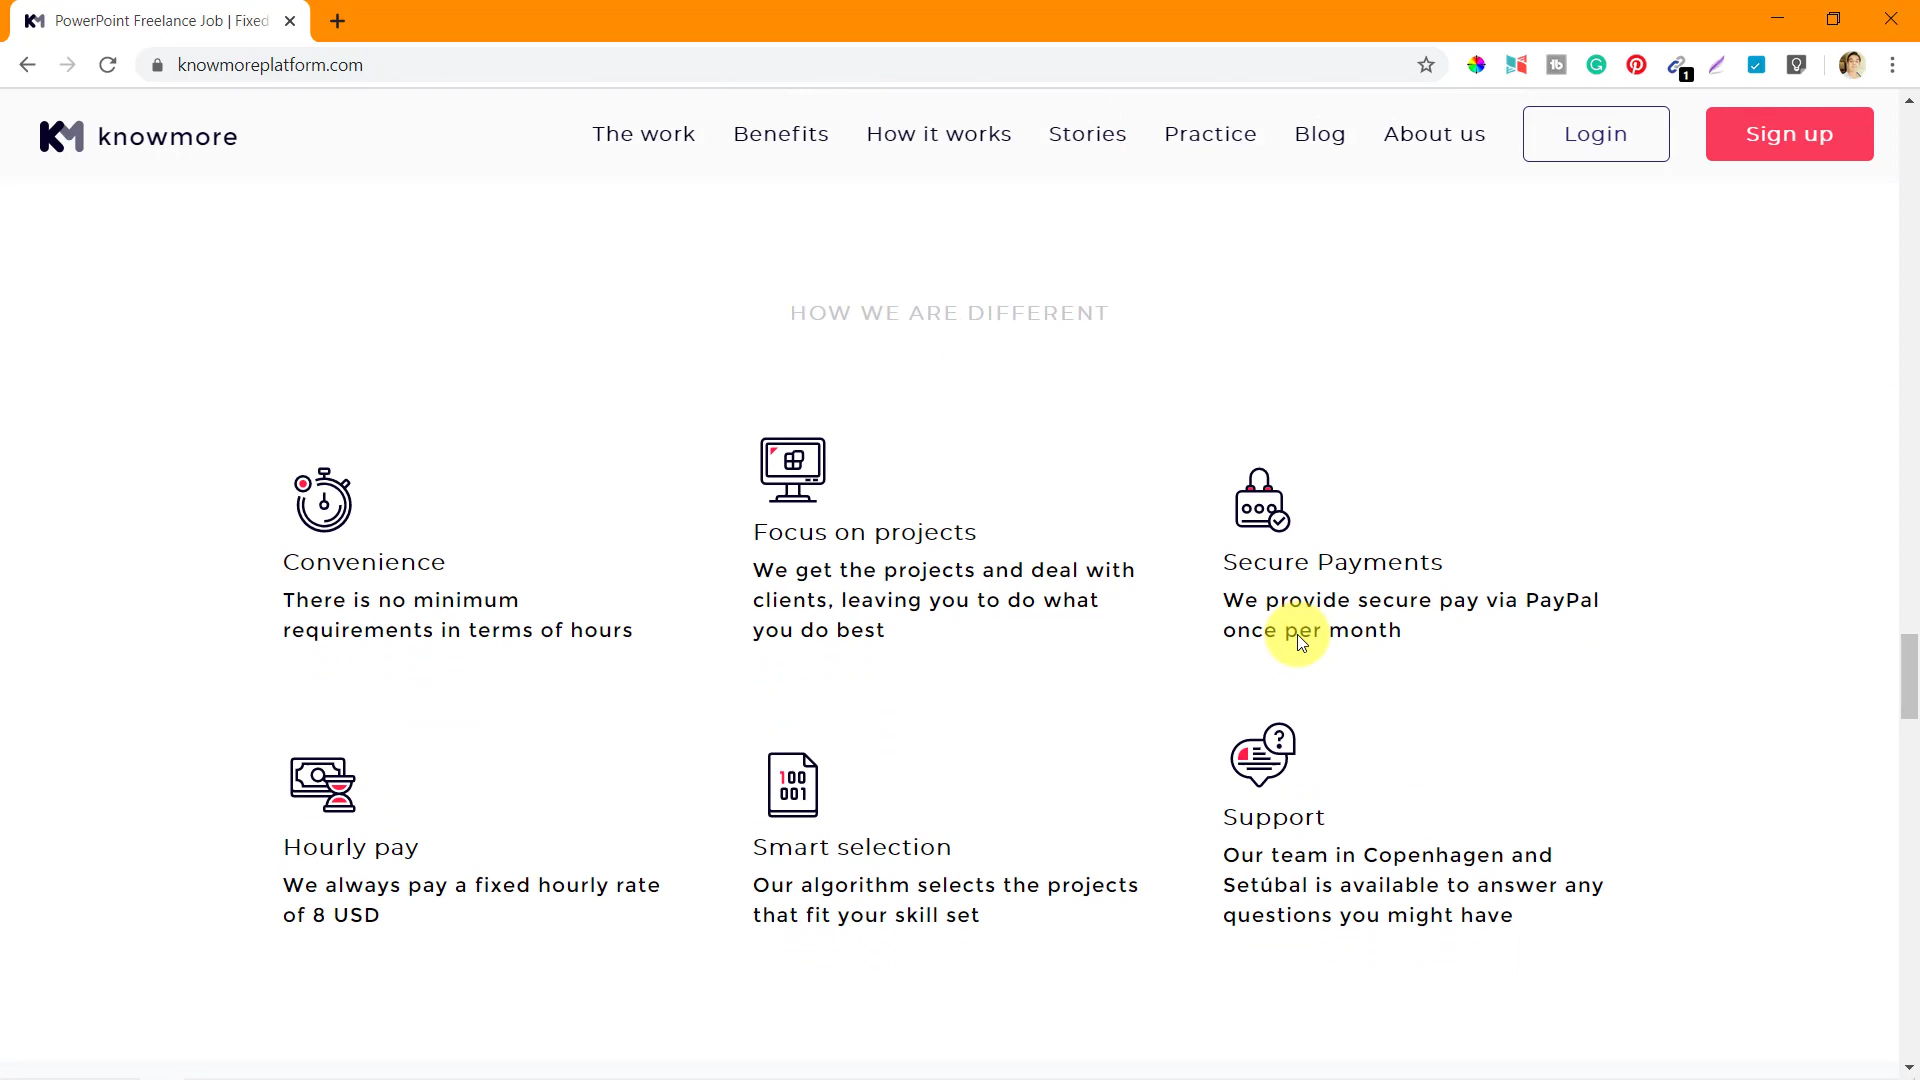 PowerPoint Freelance Job | Fixed
knowmoreplatform.com
1
KM knowmore
The work
Benefits
How it works
Stories
Practice
Blog
About us
Login
Sign up
HOW WE ARE DIFFERENT
Convenience
There is no minimum
requirements in terms of hours
Focus on projects
We get the projects and deal with
clients, leaving you to do what
you do best
Secure Payments
We provide secure pay via PayPal
once per month
Hourly pay
We always pay a fixed hourly rate
of 8 USD
100
001
Smart selection
Our algorithm selects the projects
that fit your skill set
?
Support
Our team in Copenhagen and
Setúbal is available to answer any
questions you might have